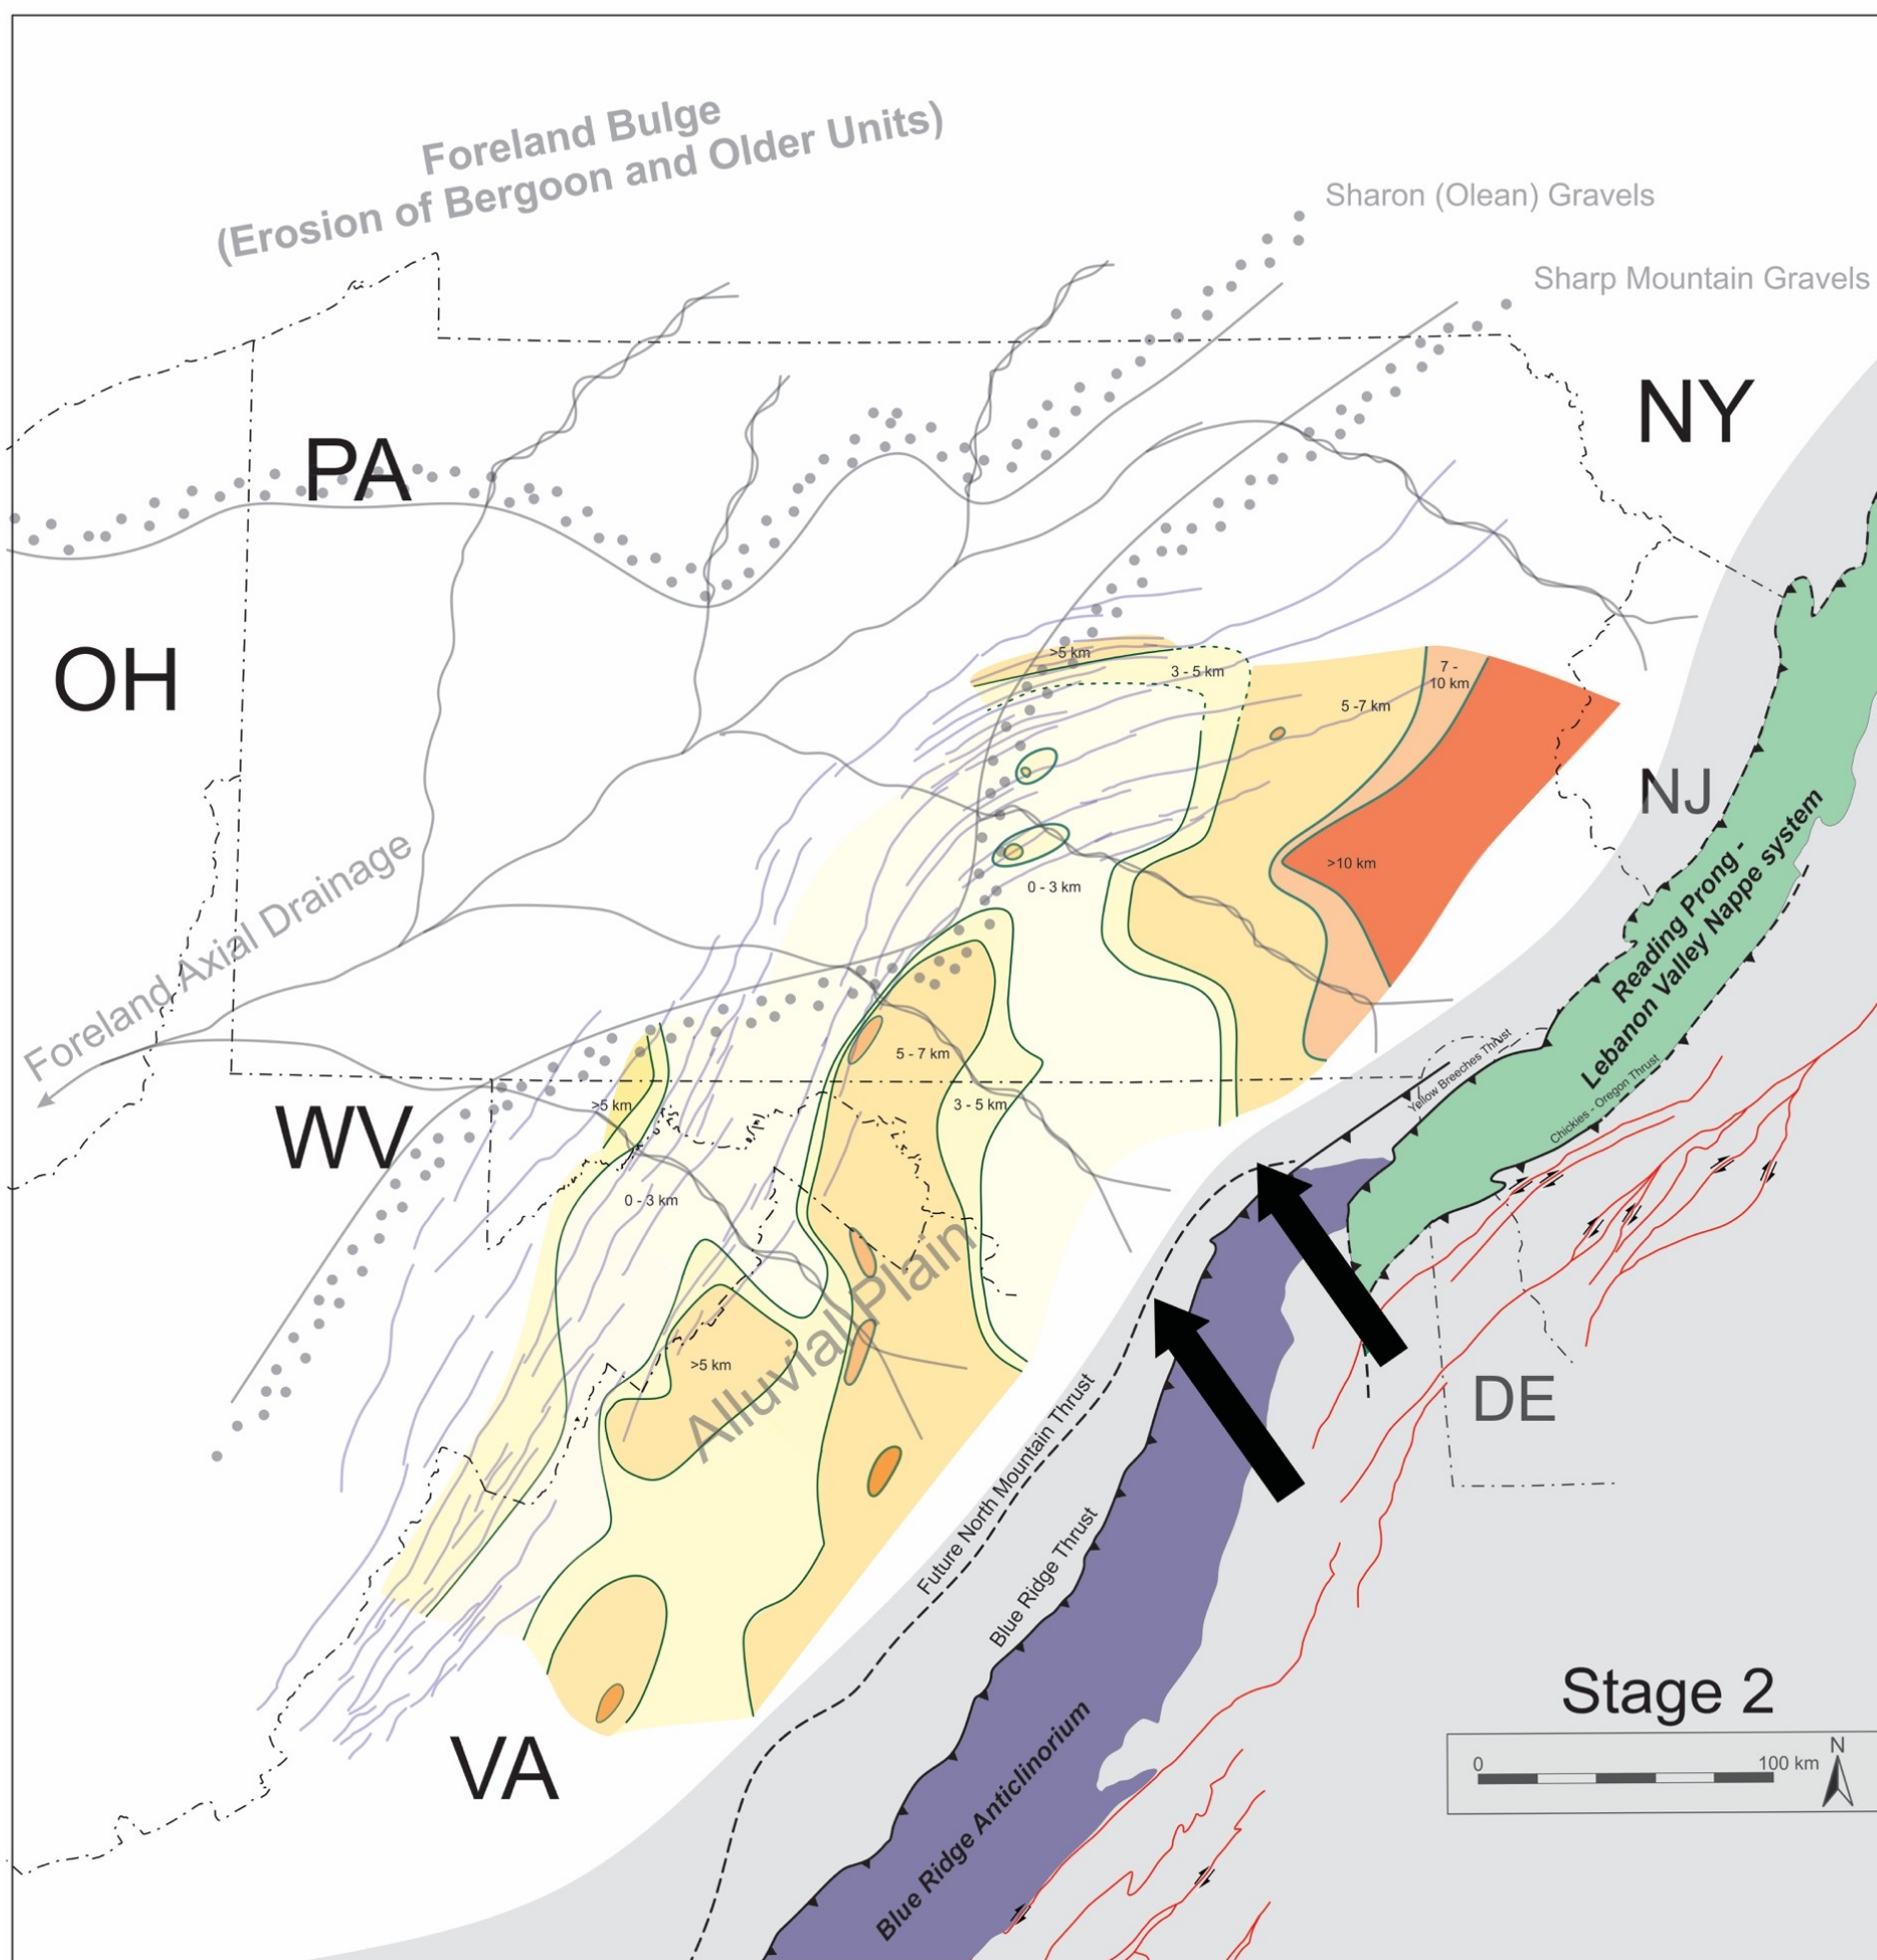 Foreland Bulge
(Erosion of Bergoon and Older Units)
Sharon (Olean) Gravels
Sharp Mountain Gravels
NY
PA
OH
>5 km
3 - 5 km
7 -
10 km
5 -7 km
NJ
>10 km
0 - 3 km
Foreland Axial Drainage
Reading Prong -
Lebanon Valley Nappe system
Yellow Breeches Thrust
Chickies - Oregon Thrust
5 - 7 km
3 - 5 km
>5 km
WV
0 - 3 km
Alluvial Plain
>5 km
DE
Future North Mountain Thrust
Blue Ridge Thrust
Blue Ridge Anticlinorium
VA
Stage 2
0
100 km
N